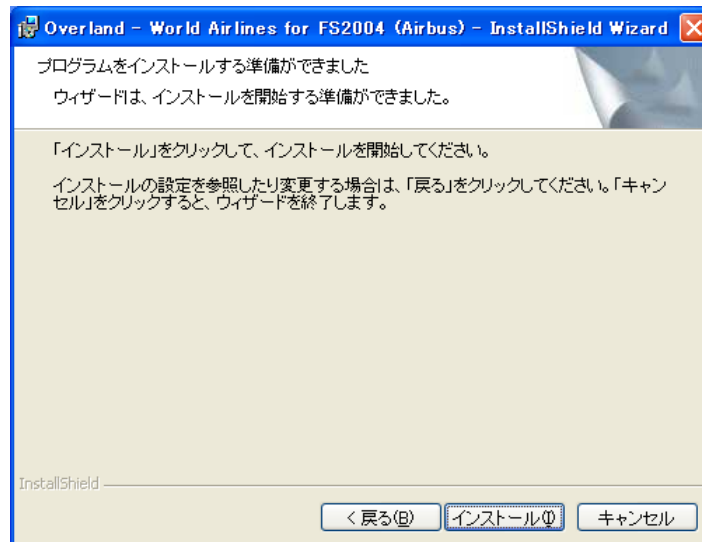 Overland - World Airlines for FS2004 (Airbus) - InstallShield Wizard
プログラムをインストールする準備ができました
ウィザードは、インストールを開始する準備ができました。
「インストール」をクリックして、インストールを開始してください。
インストールの設定を参照したり変更する場合は、「戻る」をクリックしてください。「キャン
セル」をクリックすると、ウィザードを終了します。
InstallShield
< 戻る(B)
インストール(I)
キャンセル